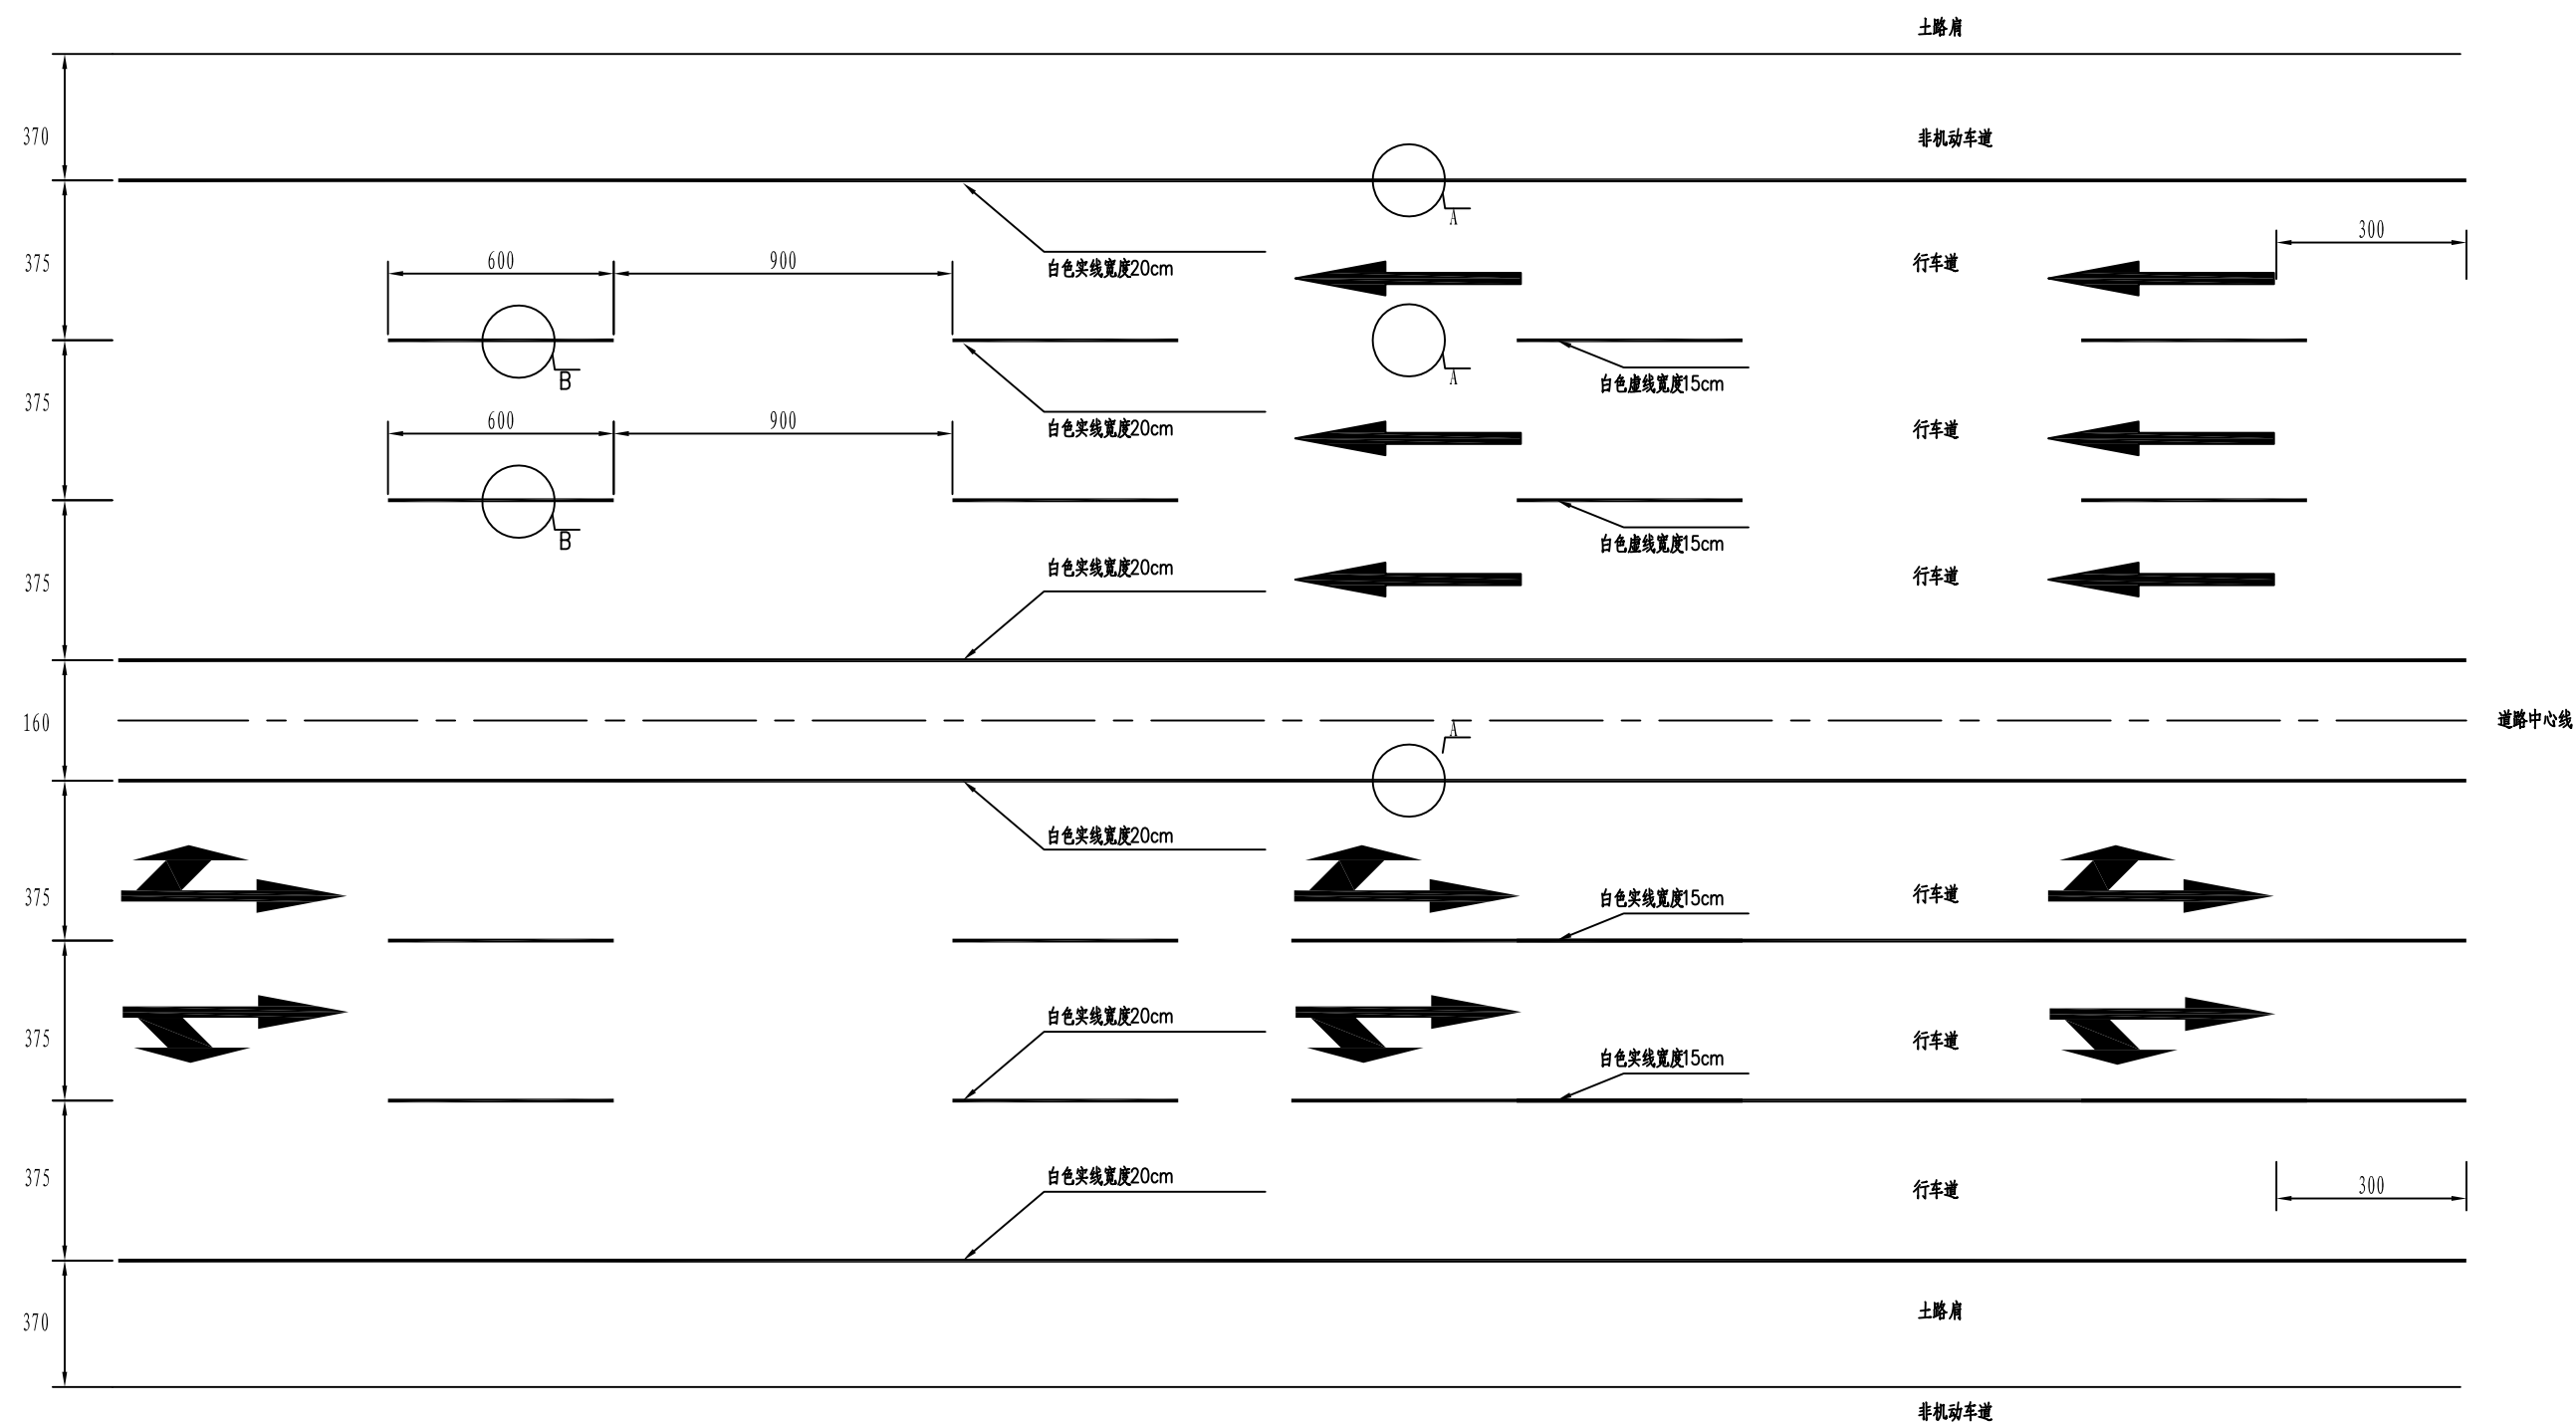 土路肩
370
非机动车道
A
300
600
900
白色实线宽度20cm
行车道
375
B
A
白色虚线宽度15cm
375
600
900
白色实线宽度20cm
行车道
B
白色虚线宽度15cm
白色实线宽度20cm
行车道
375
160
A
道路中心线
白色实线宽度20cm
375
白色实线宽度15cm
行车道
白色实线宽度20cm
375
行车道
白色实线宽度15cm
白色实线宽度20cm
375
行车道
300
370
土路肩
非机动车道